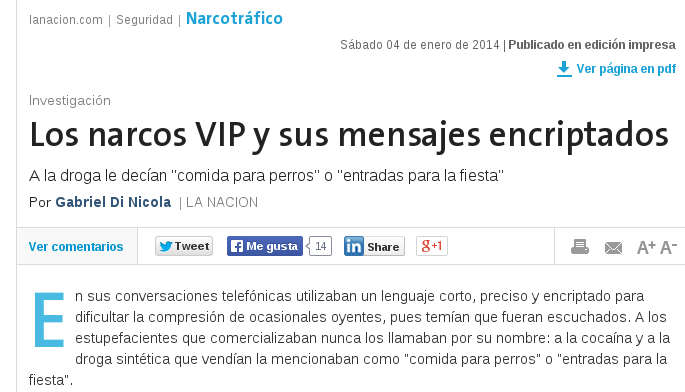 lanacion.com | Seguridad | Narcotráfico
Sábado 04 de enero de 2014 | Publicado en edición impresa
Ver página en pdf
Investigación
Los narcos VIP y sus mensajes encriptados
A la droga le decían "comida para perros" o "entradas para la fiesta"
Por Gabriel Di Nicola | LA NACION
Ver comentarios Tweet Me gusta 14 in Share g+1 A+ A-
En sus conversaciones telefónicas utilizaban un lenguaje corto, preciso y encriptado para
dificultar la compresión de ocasionales oyentes, pues temían que fueran escuchados. A los
estupefacientes que comercializaban nunca los llamaban por su nombre: a la cocaína y a la
droga sintética que vendían la mencionaban como "comida para perros" o "entradas para la
fiesta".